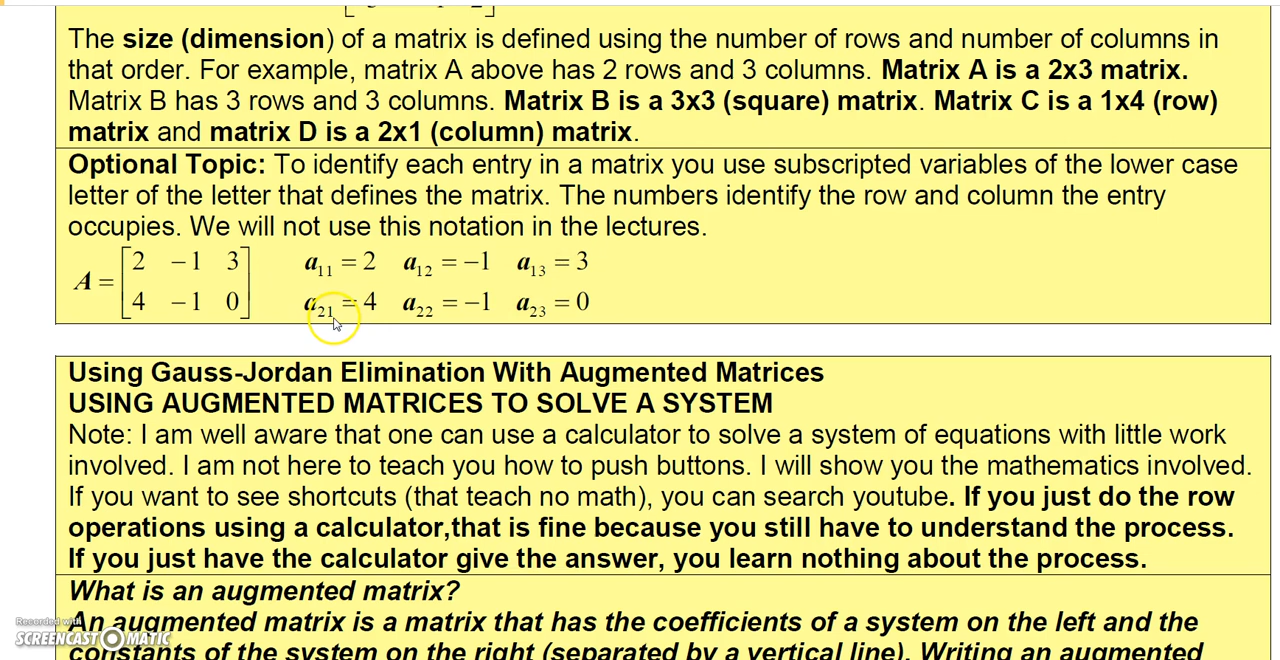 The size (dimension) of a matrix is defined using the number of rows and number of columns in
that order. For example, matrix A above has 2 rows and 3 columns. Matrix A is a 2x3 matrix.
Matrix B has 3 rows and 3 columns. Matrix B is a 3x3 (square) matrix. Matrix C is a 1x4 (row)
matrix and matrix D is a 2x1 (column) matrix.
Optional Topic: To identify each entry in a matrix you use subscripted variables of the lower case
letter of the letter that defines the matrix. The numbers identify the row and column the entry
occupies. We will not use this notation in the lectures.
A = [2 −1 3; 4 −1 0]
a₁₁ = 2 a₁₂ = −1 a₁₃ = 3
a₂₁ = 4 a₂₂ = −1 a₂₃ = 0
Using Gauss-Jordan Elimination With Augmented Matrices
USING AUGMENTED MATRICES TO SOLVE A SYSTEM
Note: I am well aware that one can use a calculator to solve a system of equations with little work
involved. I am not here to teach you how to push buttons. I will show you the mathematics involved.
If you want to see shortcuts (that teach no math), you can search youtube. If you just do the row
operations using a calculator,that is fine because you still have to understand the process.
If you just have the calculator give the answer, you learn nothing about the process.
What is an augmented matrix?
An augmented matrix is a matrix that has the coefficients of a system on the left and the
constants of the system on the right (separated by a vertical line). Writing an augmented
Recorded with
SCREENCAST-O-MATIC